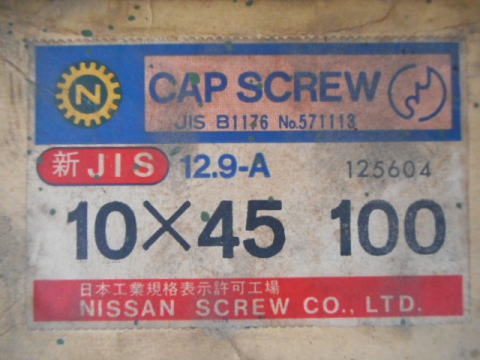 N CAP SCREW
JIS B1176 No.571113
新JIS 12.9-A 125604
10×45 100
日本工業規格表示許可工場
NISSAN SCREW CO., LTD.